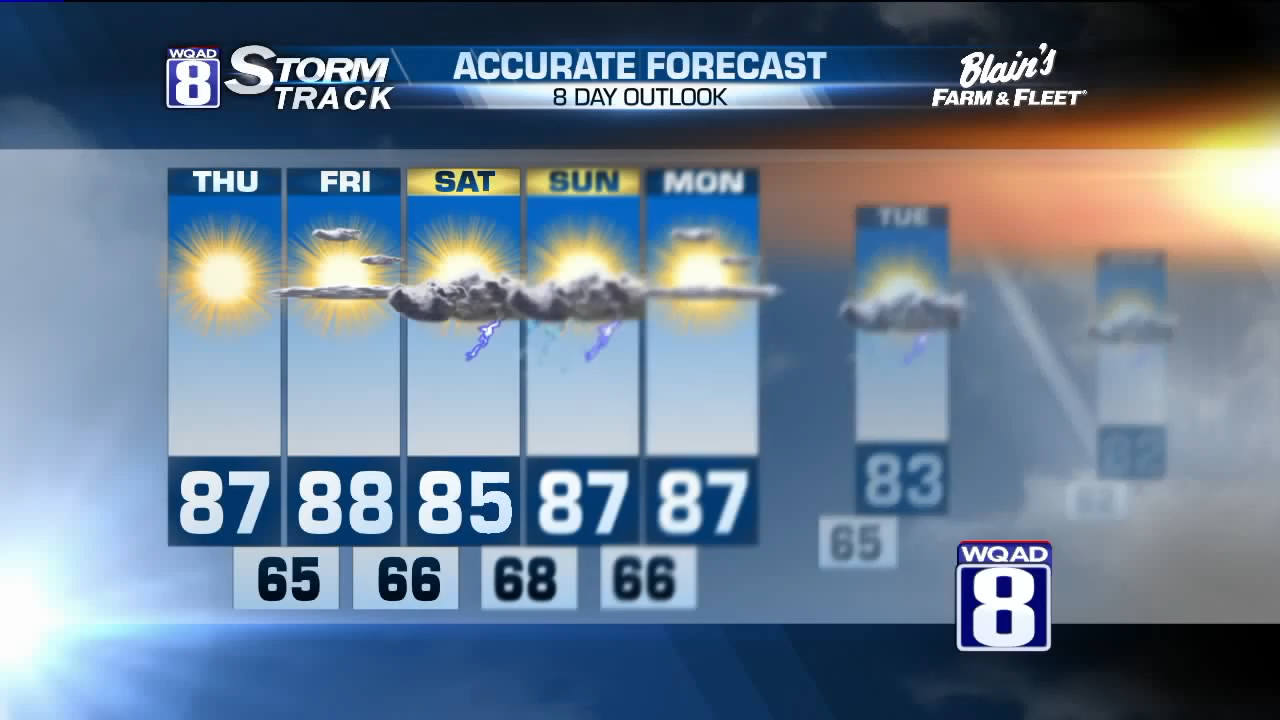 WQAD
8
STORM
TRACK
ACCURATE FORECAST
8 DAY OUTLOOK
Blain's
FARM & FLEET
THU FRI SAT SUN MON
TUE
87 88 85 87 87
83
82
65 66 68 66
65
WQAD
8